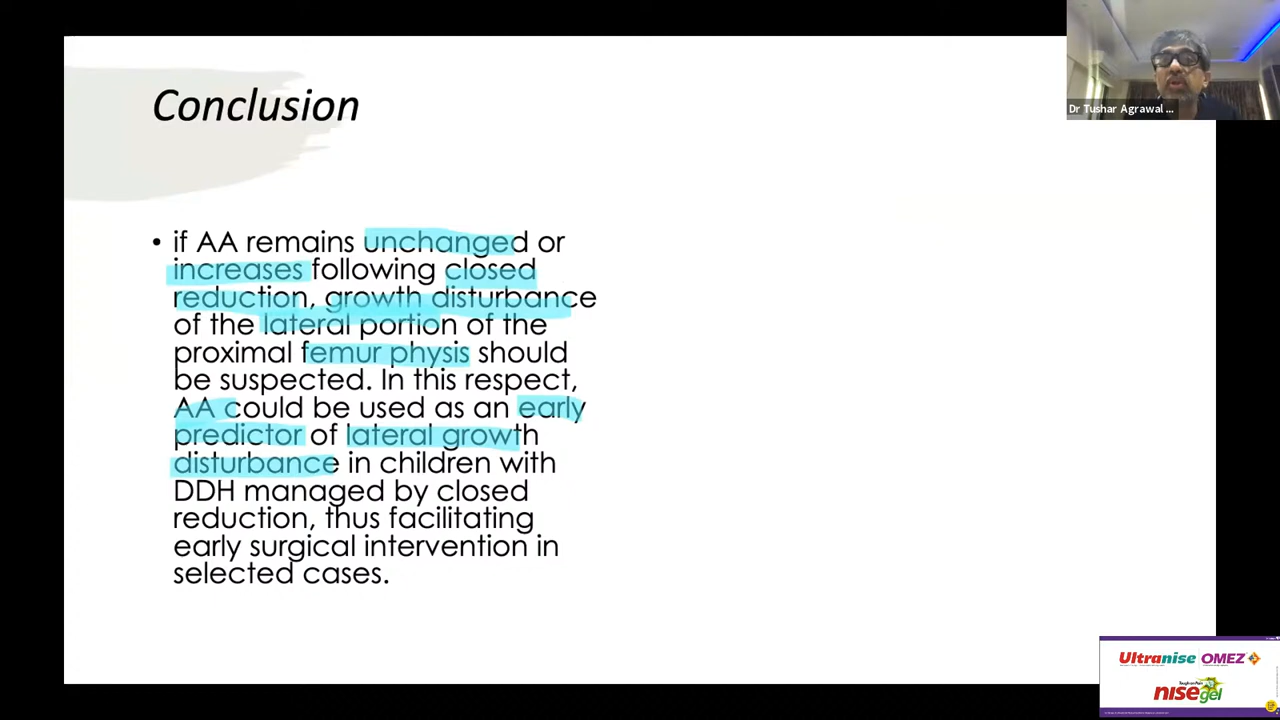 Conclusion
Dr Tushar Agrawal ...
• if AA remains unchanged or
increases following closed
reduction, growth disturbance
of the lateral portion of the
proximal femur physis should
be suspected. In this respect,
AA could be used as an early
predictor of lateral growth
disturbance in children with
DDH managed by closed
reduction, thus facilitating
early surgical intervention in
selected cases.
Ultranise OMEZ
nisegel